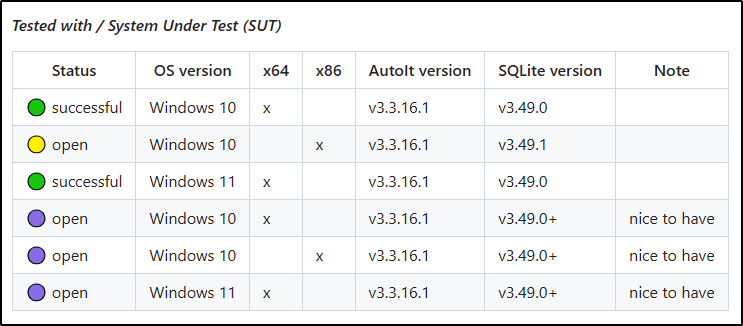 Tested with / System Under Test (SUT)
Status OS version x64 x86 AutoIt version SQLite version Note
successful Windows 10 x v3.3.16.1 v3.49.0
open Windows 10 x v3.3.16.1 v3.49.1
successful Windows 11 x v3.3.16.1 v3.49.0
open Windows 10 x v3.3.16.1 v3.49.0+ nice to have
open Windows 10 x v3.3.16.1 v3.49.0+ nice to have
open Windows 11 x v3.3.16.1 v3.49.0+ nice to have